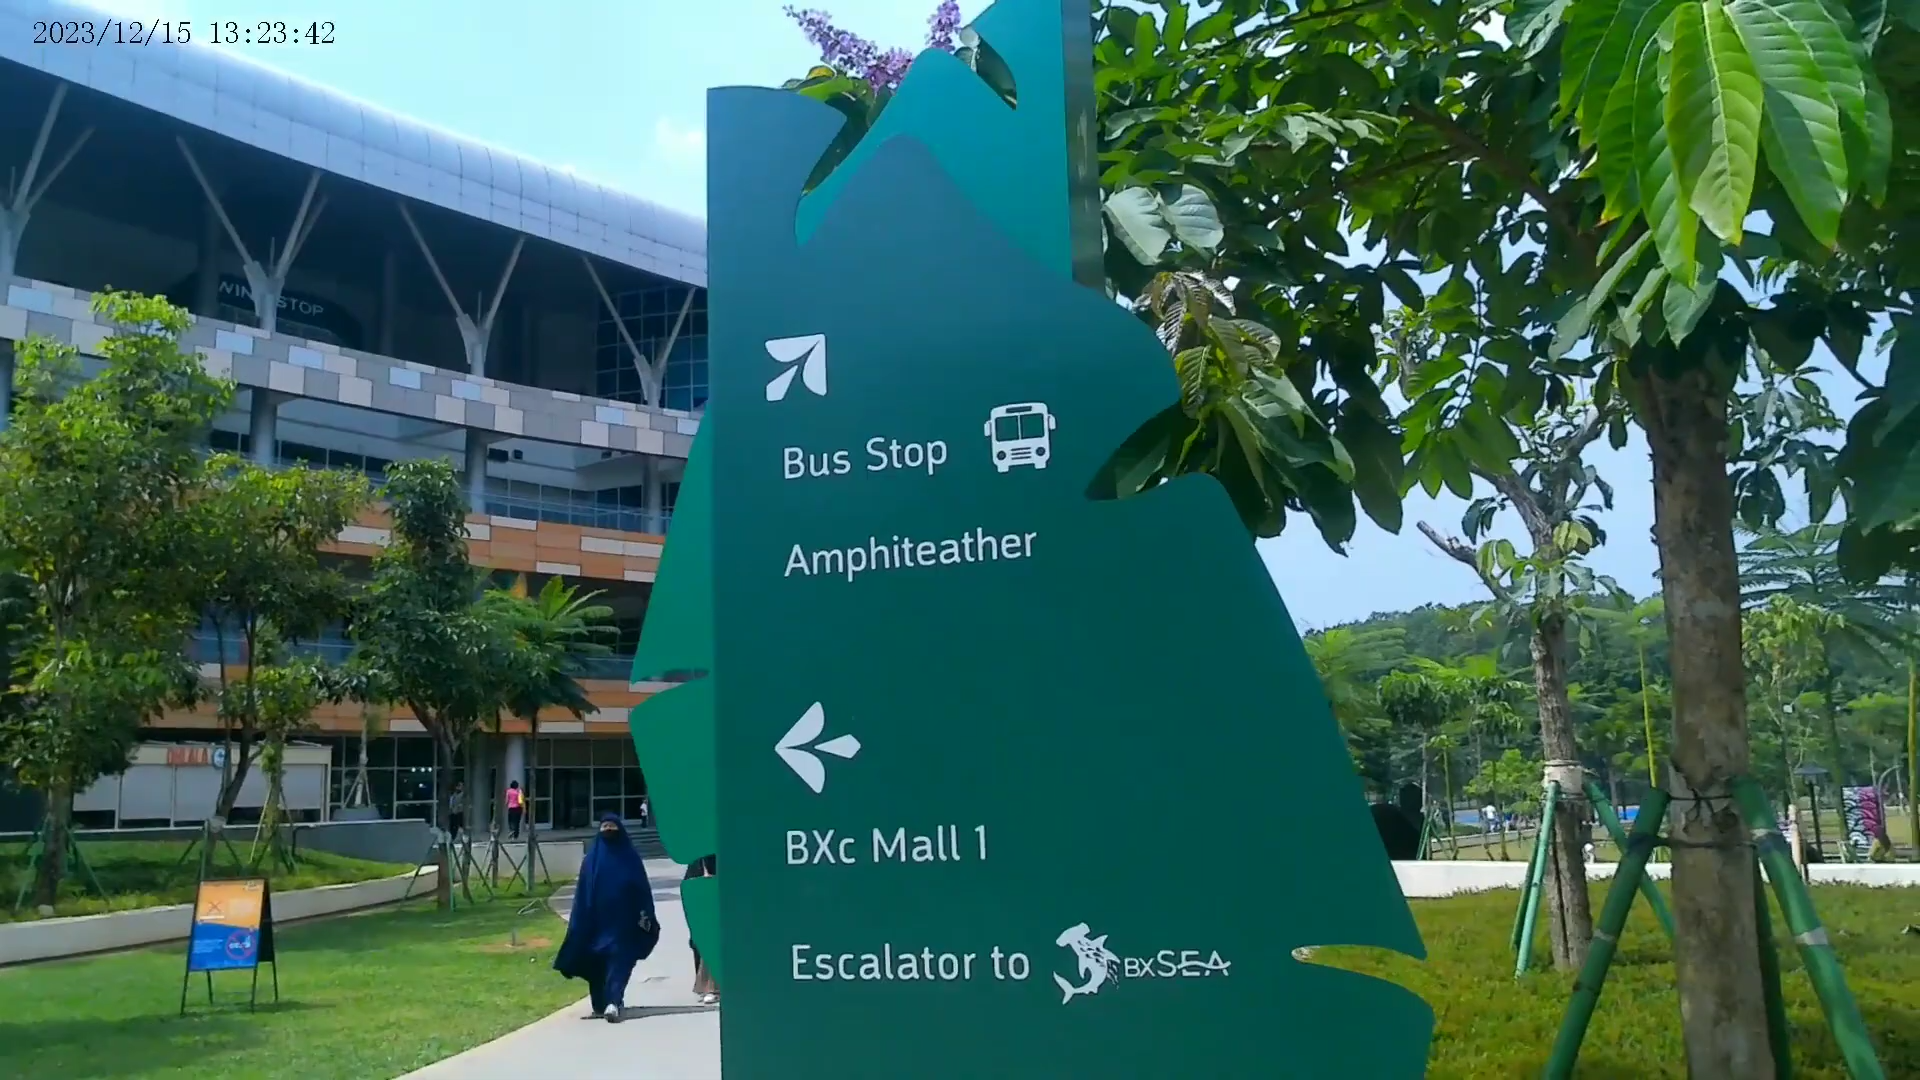 2023/12/15 13:23:42
Bus Stop
Amphiteather
BXc Mall 1
Escalator to BXSEA